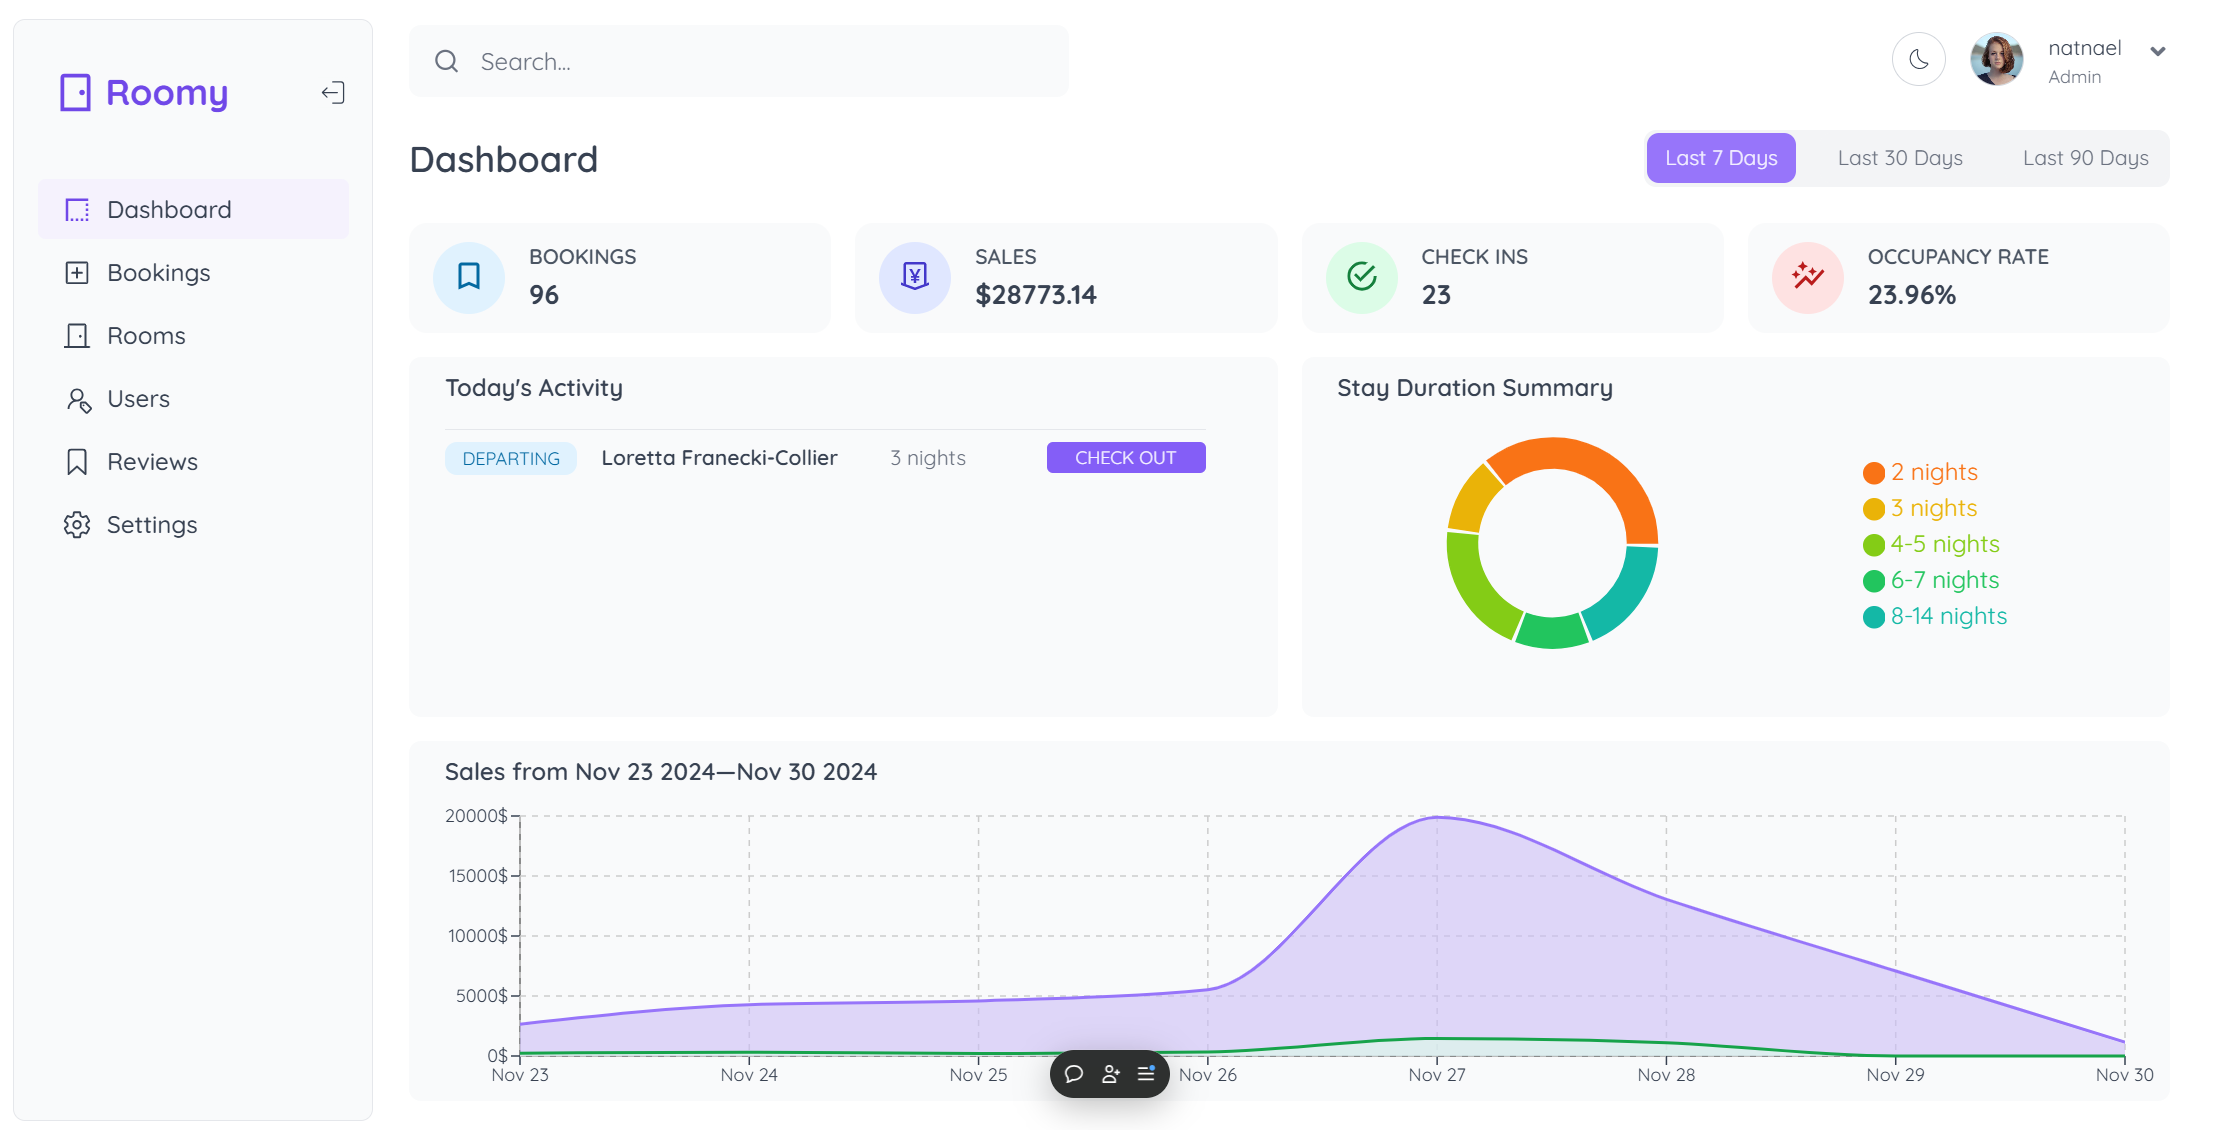 Roomy
Dashboard
Bookings
Rooms
Users
Reviews
Settings
Search...
natnael
Admin
Dashboard
Last 7 Days
Last 30 Days
Last 90 Days
BOOKINGS
96
SALES
¥
$28773.14
CHECK INS
23
OCCUPANCY RATE
23.96%
Today's Activity
DEPARTING Loretta Franecki-Collier 3 nights CHECK OUT
Stay Duration Summary
2 nights
3 nights
4-5 nights
6-7 nights
8-14 nights
Sales from Nov 23 2024—Nov 30 2024
20000$
15000$
10000$
5000$
0$
Nov 23 Nov 24 Nov 25 Nov 26 Nov 27 Nov 28 Nov 29 Nov 30